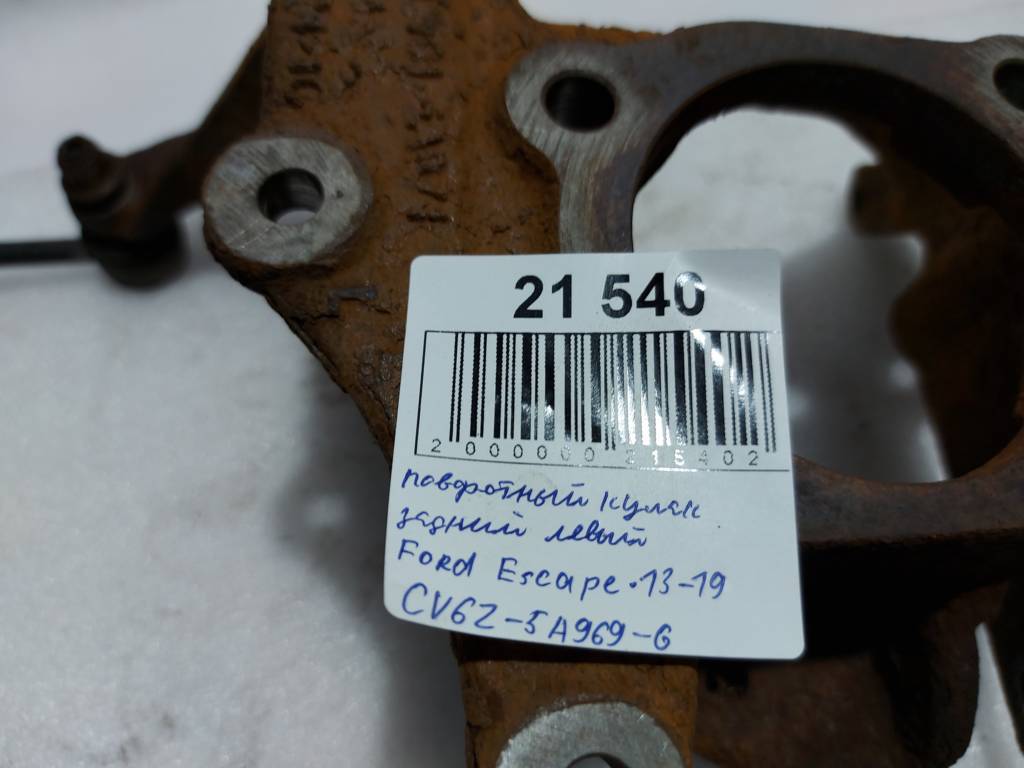 21 540
2 000000 215402
поворотный кулак
задний левый
Ford Escape 13-19
CV6Z-5A969-G